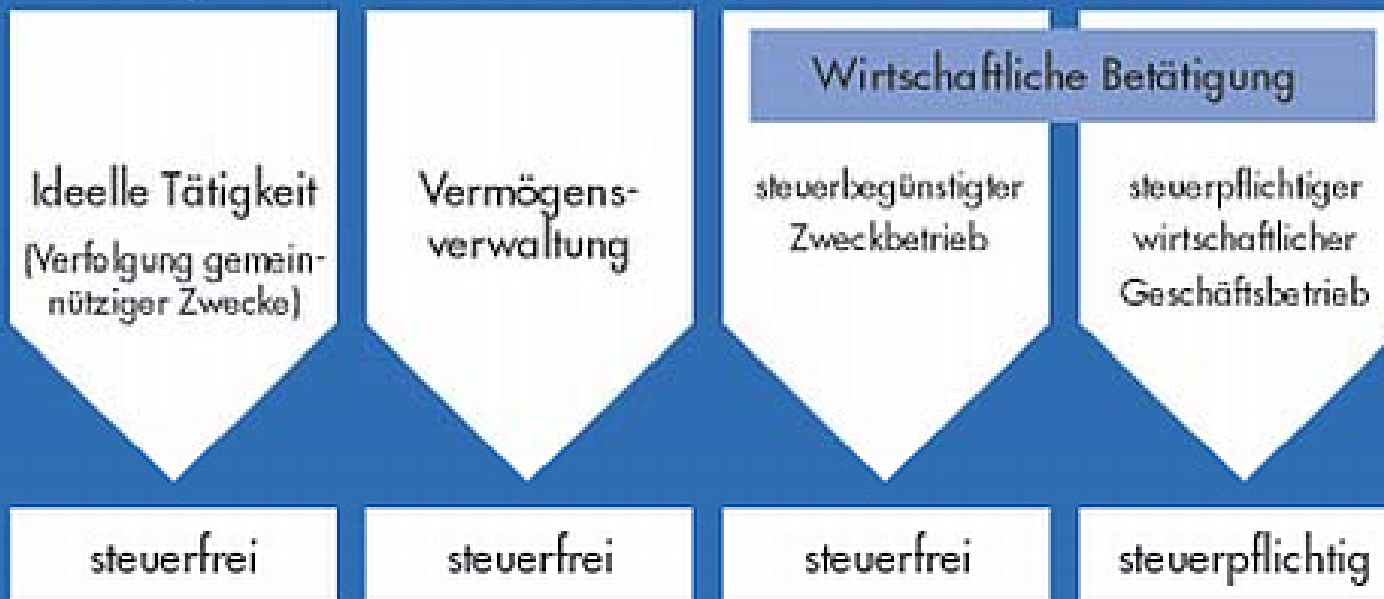 Wirtschaftliche Betätigung
Ideelle Tätigkeit
(Verfolgung gemein-
nütziger Zwecke)
Vermögens-
verwaltung
steuerbegünstigter
Zweckbetrieb
steuerpflichtiger
wirtschaftlicher
Geschäftsbetrieb
steuerfrei
steuerfrei
steuerfrei
steuerpflichtig